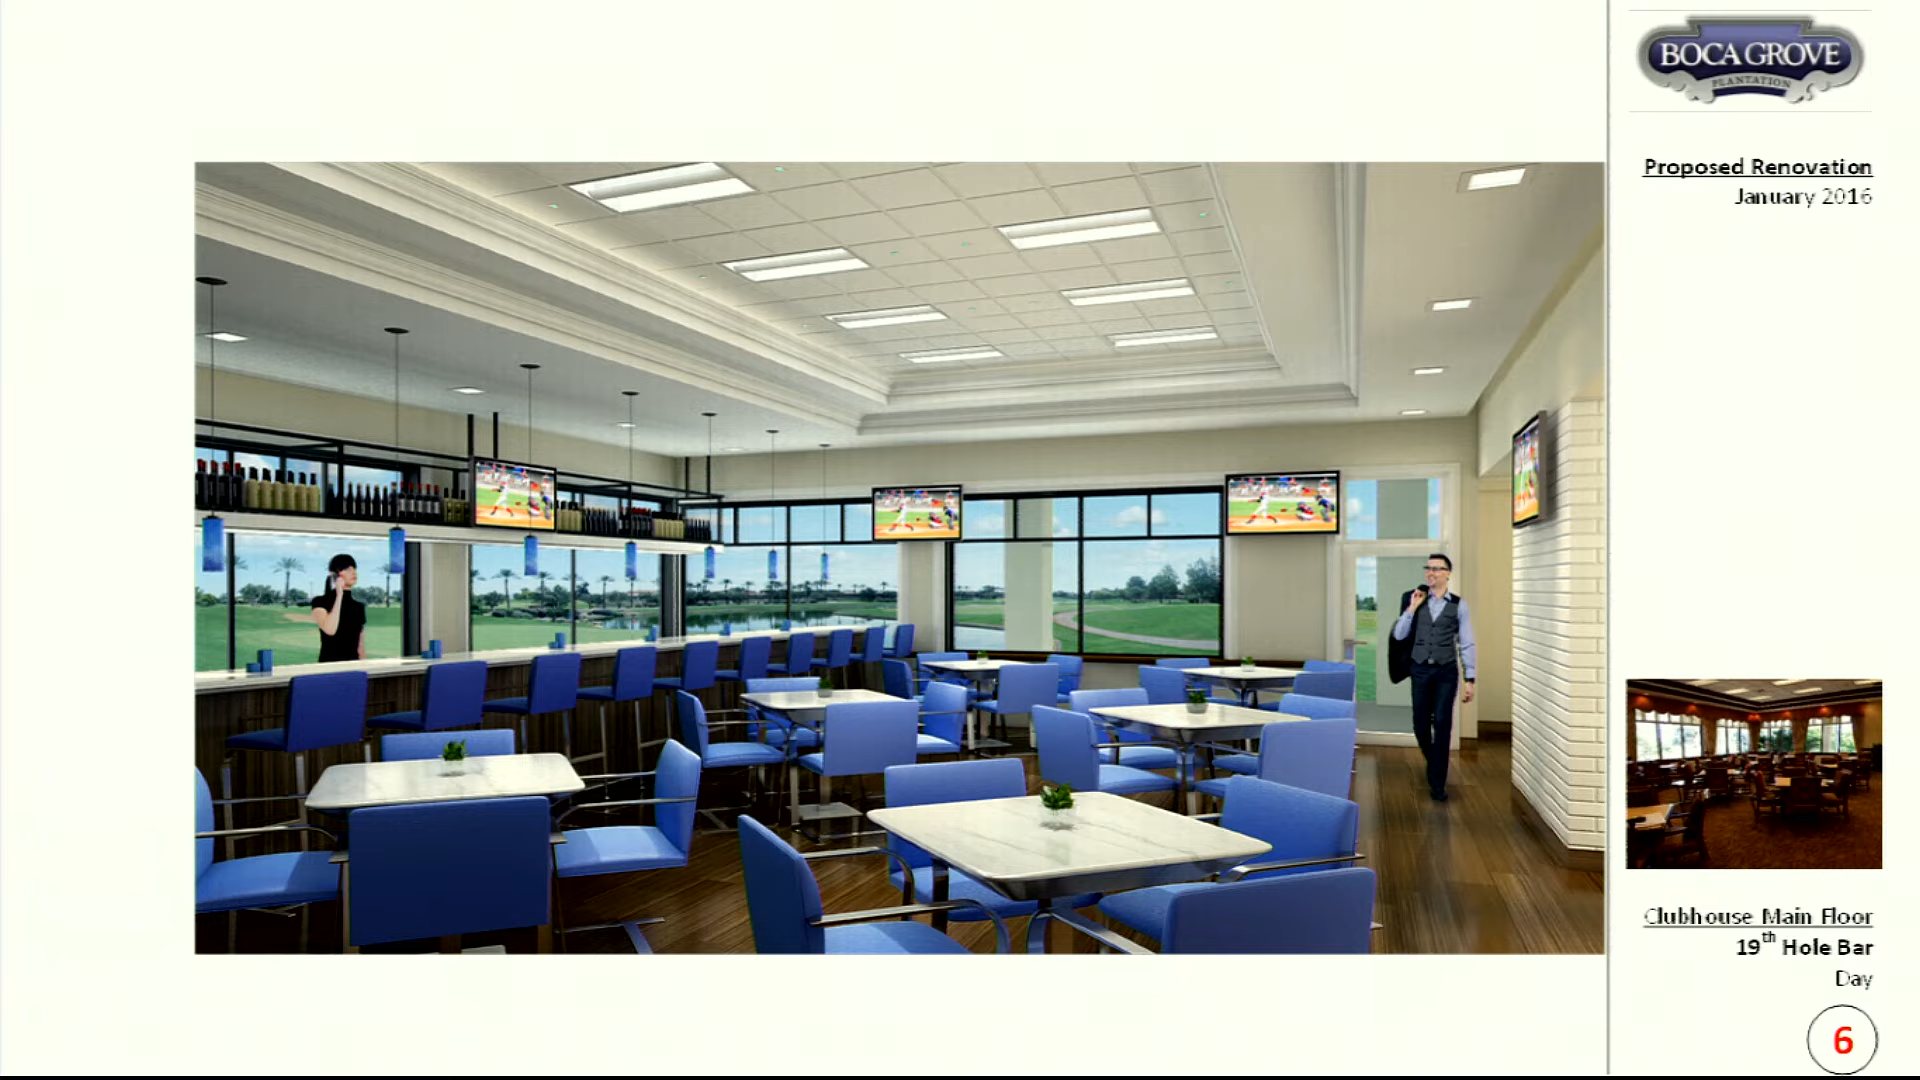 BOCA GROVE
PLANTATION
Proposed Renovation
January 2016
Clubhouse Main Floor
19th Hole Bar
Day
6